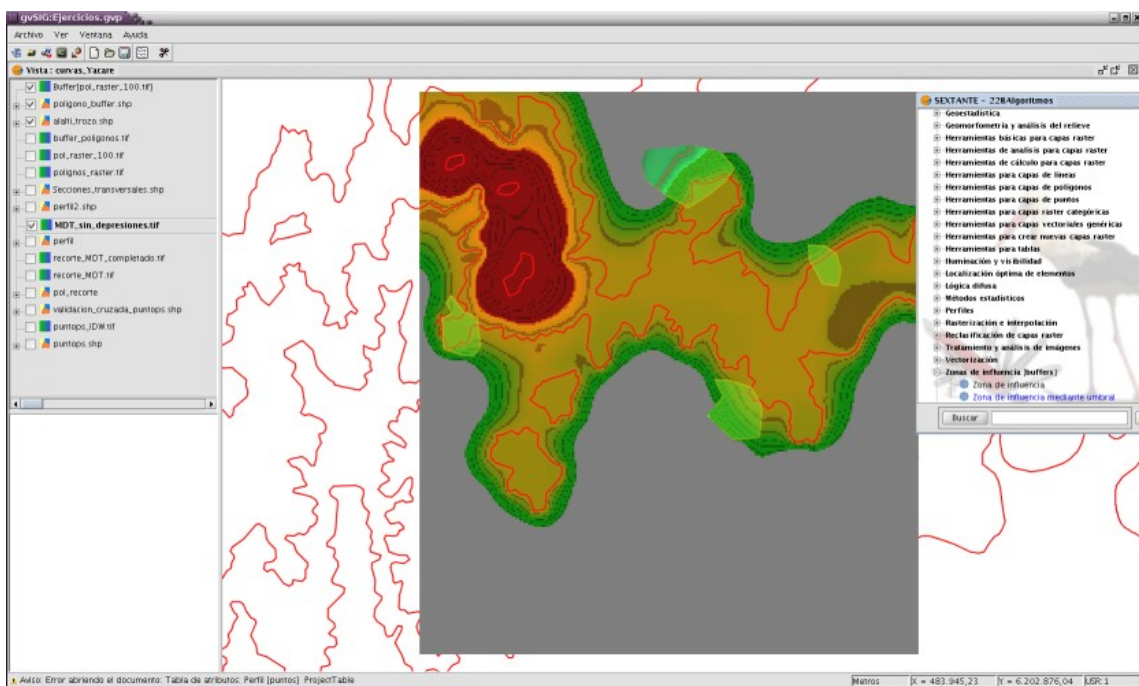 gvSIG:Ejercicios.gvp
Archivo Ver Ventana Ayuda
Vista : curvas_Yacare
Buffer[pol_raster_100.tif]
poligono_buffer.shp
alalti_trozo.shp
buffer_poligonos.tif
pol_raster_100.tif
polignos_raster.tif
Secciones_transversales.shp
perfil2.shp
MDT_sin_depresiones.tif
perfil
recorte_MDT_completado.tif
recorte_MDT.tif
pol_recorte
validacion_cruzada_puntops.shp
puntops_IDW.tif
puntops.shp
SEXTANTE - 228Algoritmos
Geoestadística
Geomorfometría y análisis del relieve
Herramientas básicas para capas raster
Herramientas de analisis para capas raster
Herramientas de cálculo para capas raster
Herramientas para capas de líneas
Herramientas para capas de polígonos
Herramientas para capas de puntos
Herramientas para capas raster categóricas
Herramientas para capas vectoriales genéricas
Herramientas para crear nuevas capas raster
Herramientas para tablas
Iluminación y visibilidad
Localización óptima de elementos
Lógica difusa
Métodos estadísticos
Perfiles
Rasterización e interpolación
Reclasificación de capas raster
Tratamiento y análisis de imágenes
Vectorización
Zonas de influencia [buffers]
Zona de influencia
Zona de influencia mediante umbral
Buscar
Aviso: Error abriendo el documento: Tabla de atributos: Perfil [puntos] ProjectTable
Metros X = 483.945,23 Y = 6.202.876,04 USR:1